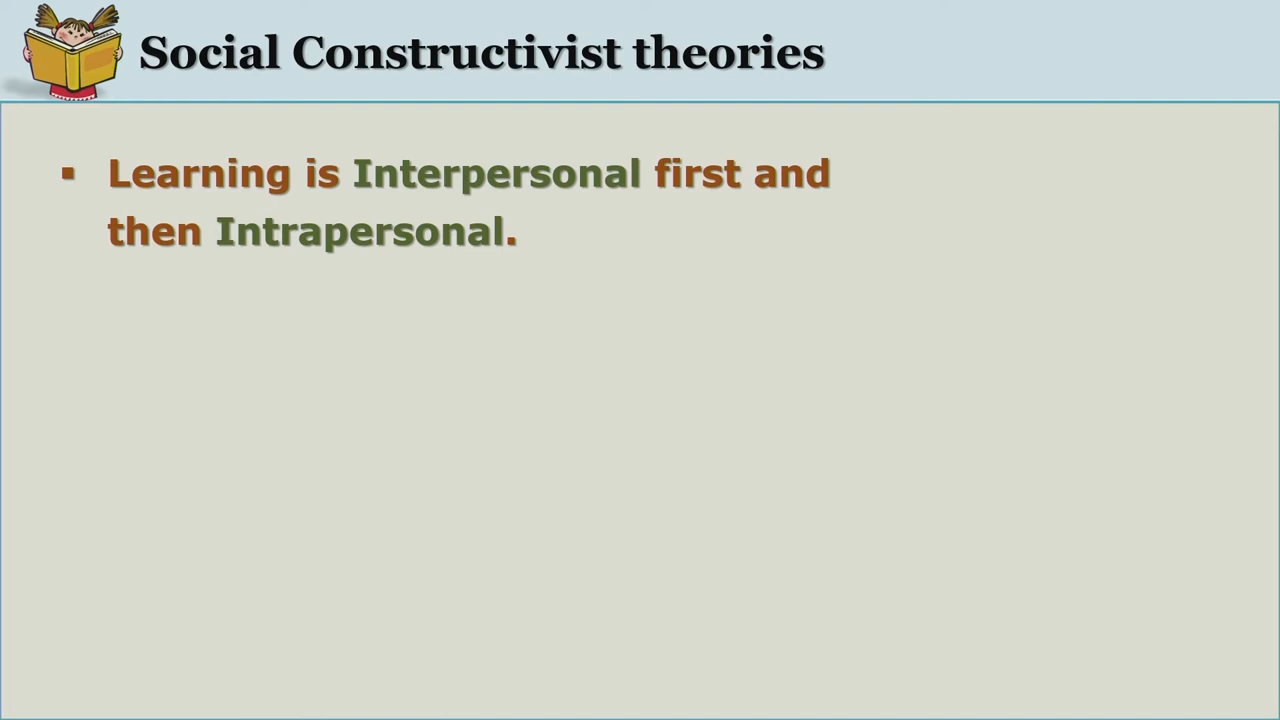 Social Constructivist theories
▪ Learning is Interpersonal first and
then Intrapersonal.